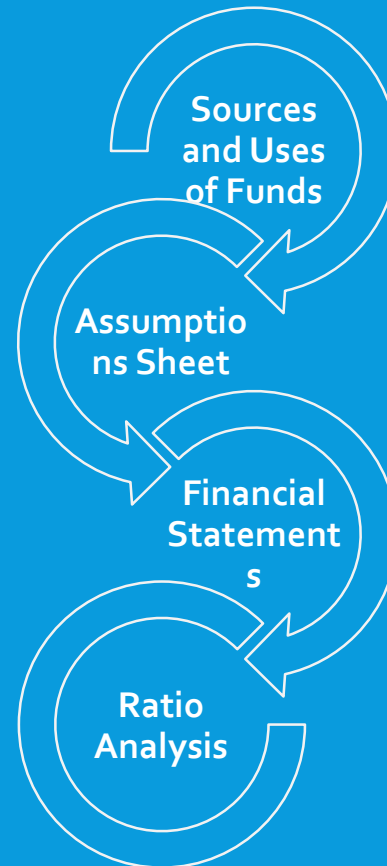 Sources
and Uses
of Funds
Assumptio
ns Sheet
Financial
Statement
s
Ratio
Analysis